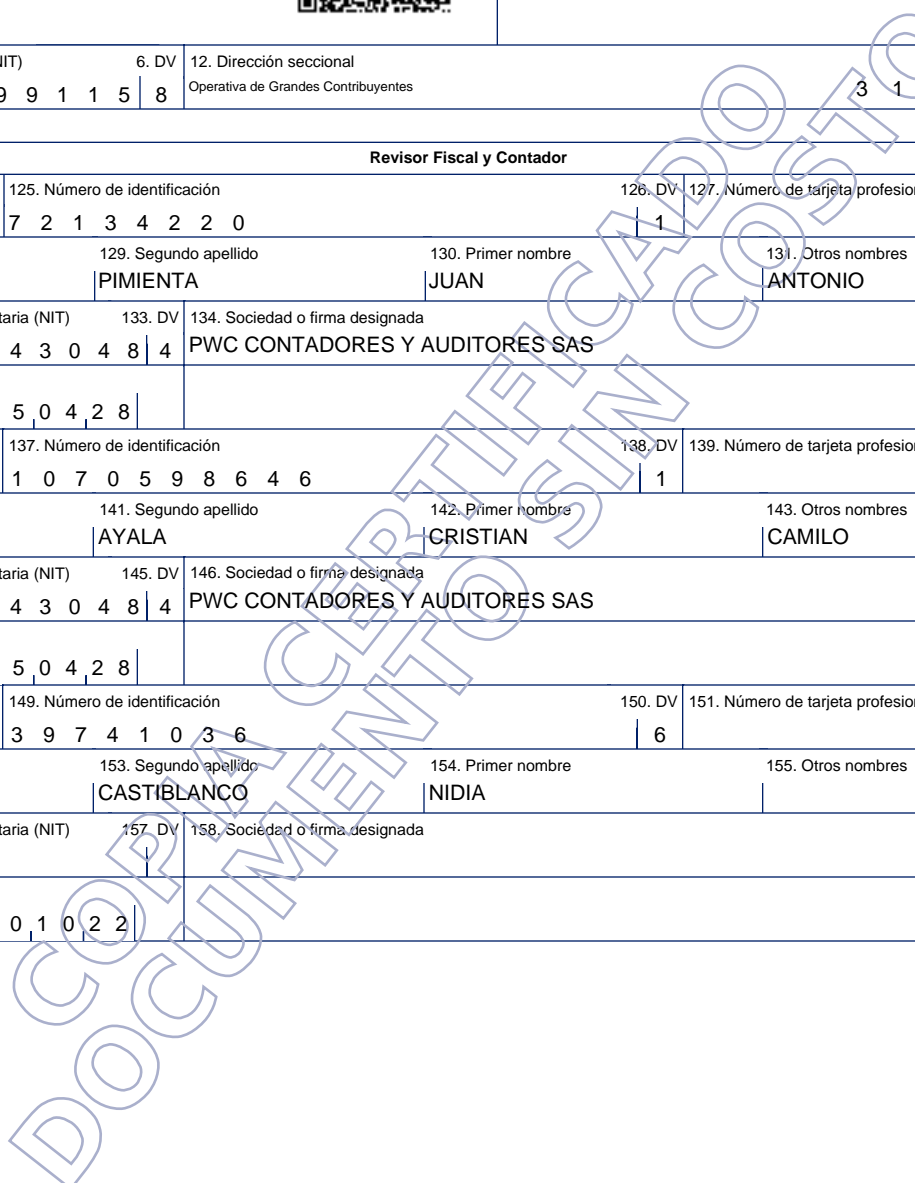 NIT) 6. DV 12. Dirección seccional
9 9 1 1 5 8 Operativa de Grandes Contribuyentes 3 1
Revisor Fiscal y Contador
125. Número de identificación 126. DV 127. Número de tarjeta profesion
7 2 1 3 4 2 2 0 1
129. Segundo apellido 130. Primer nombre 131. Otros nombres
PIMIENTA JUAN ANTONIO
taria (NIT) 133. DV 134. Sociedad o firma designada
4 3 0 4 8 4 PWC CONTADORES Y AUDITORES SAS
5 0 4 2 8
137. Número de identificación 138. DV 139. Número de tarjeta profesion
1 0 7 0 5 9 8 6 4 6 1
141. Segundo apellido 142. Primer nombre 143. Otros nombres
AYALA CRISTIAN CAMILO
taria (NIT) 145. DV 146. Sociedad o firma designada
4 3 0 4 8 4 PWC CONTADORES Y AUDITORES SAS
5 0 4 2 8
149. Número de identificación 150. DV 151. Número de tarjeta profesion
3 9 7 4 1 0 3 6 6
153. Segundo apellido 154. Primer nombre 155. Otros nombres
CASTIBLANCO NIDIA
taria (NIT) 157. DV 158. Sociedad o firma designada
0 1 0 2 2
COPIA CERTIFICADO
DOCUMENTO SIN COSTO